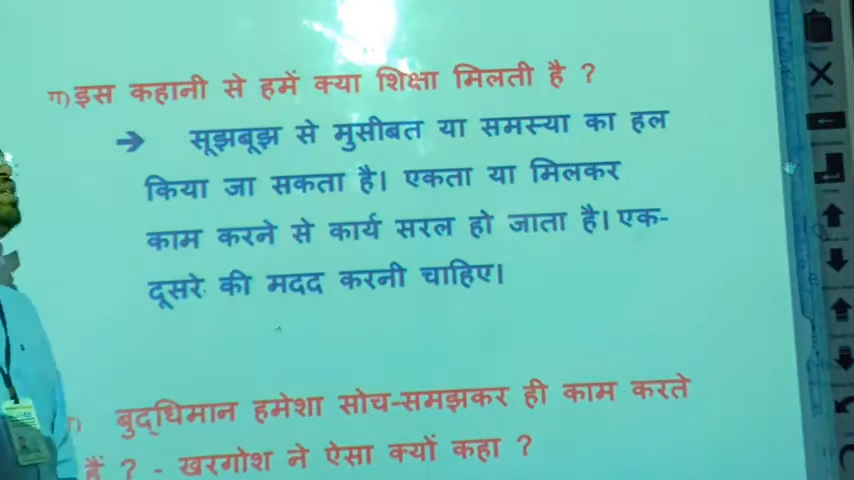 ग) इस कहानी से हमें क्या शिक्षा मिलती है ?
➔ सूझबूझ से मुसीबत या समस्या का हल
किया जा सकता है। एकता या मिलकर
काम करने से कार्य सरल हो जाता है। एक-
दूसरे की मदद करनी चाहिए।
बुद्धिमान हमेशा सोच-समझकर ही काम करते
हैं ? - खरगोश ने ऐसा क्यों कहा ?